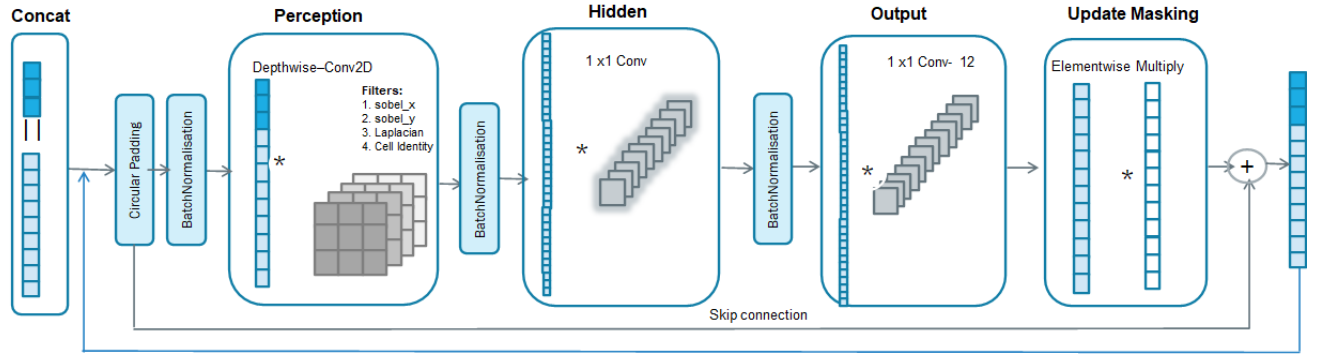 Concat
Perception
Hidden
Output
Update Masking
||
Circular Padding
BatchNormalisation
Depthwise–Conv2D
Filters:
1. sobel_x
2. sobel_y
3. Laplacian
4. Cell Identity
*
BatchNormalisation
1 x1 Conv
*
BatchNormalisation
1 x1 Conv- 12
*
Elementwise Multiply
*
+
Skip connection